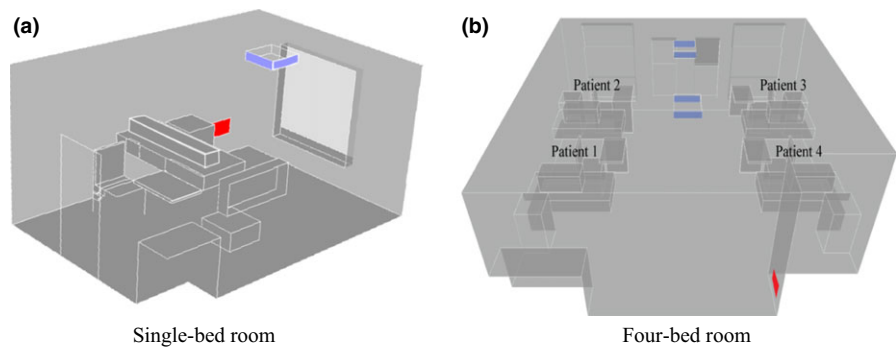 (a)
(b)
Patient 2
Patient 3
Patient 1
Patient 4
Single-bed room
Four-bed room